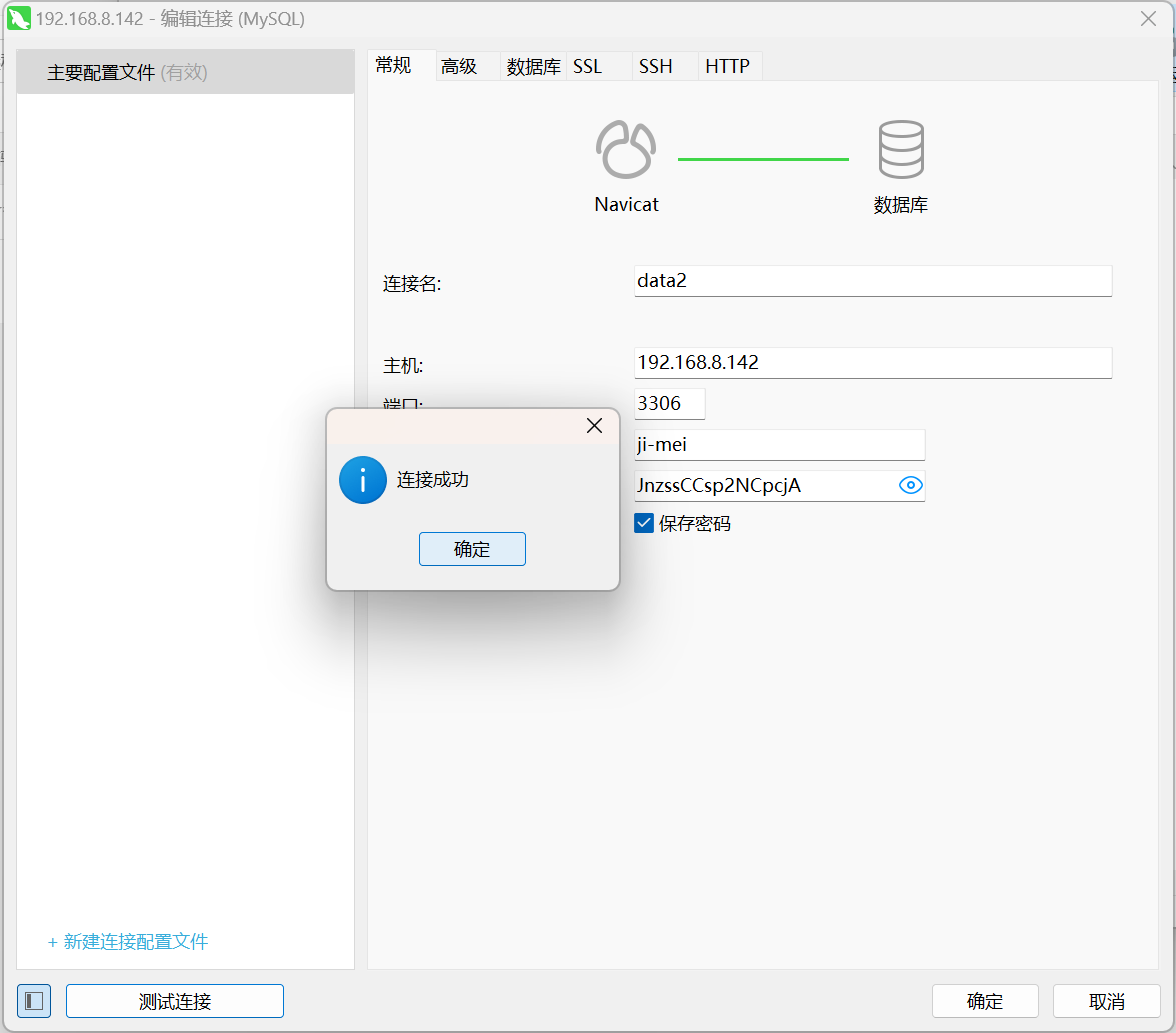 192.168.8.142 - 编辑连接 (MySQL)
主要配置文件 (有效)
常规 高级 数据库 SSL SSH HTTP
Navicat
数据库
连接名: data2
主机: 192.168.8.142
端口: 3306
ji-mei
JnzssCCsp2NCpcjA
保存密码
连接成功
确定
+ 新建连接配置文件
测试连接
确定
取消